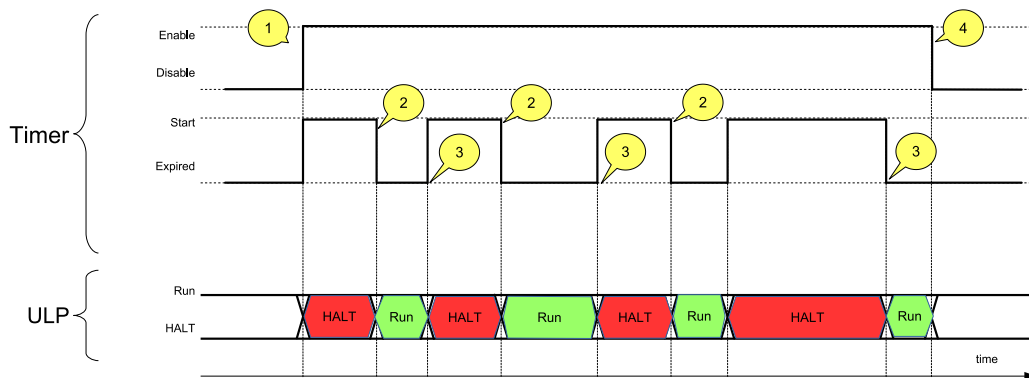 1
4
Enable
Disable
2
2
2
Start
Timer
3
3
3
Expired
Run
ULP
HALT
HALT Run HALT Run HALT Run HALT Run
time